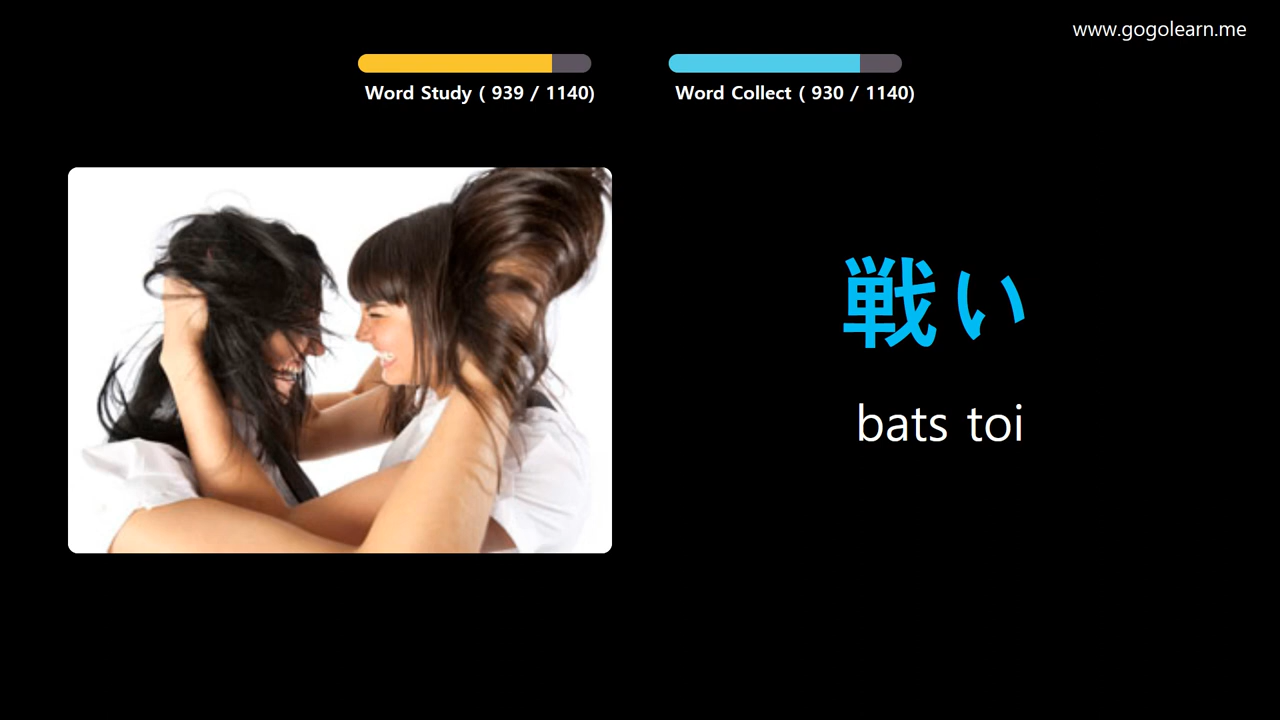 www.gogolearn.me
Word Study ( 939 / 1140)
Word Collect ( 930 / 1140)
戦い
bats toi